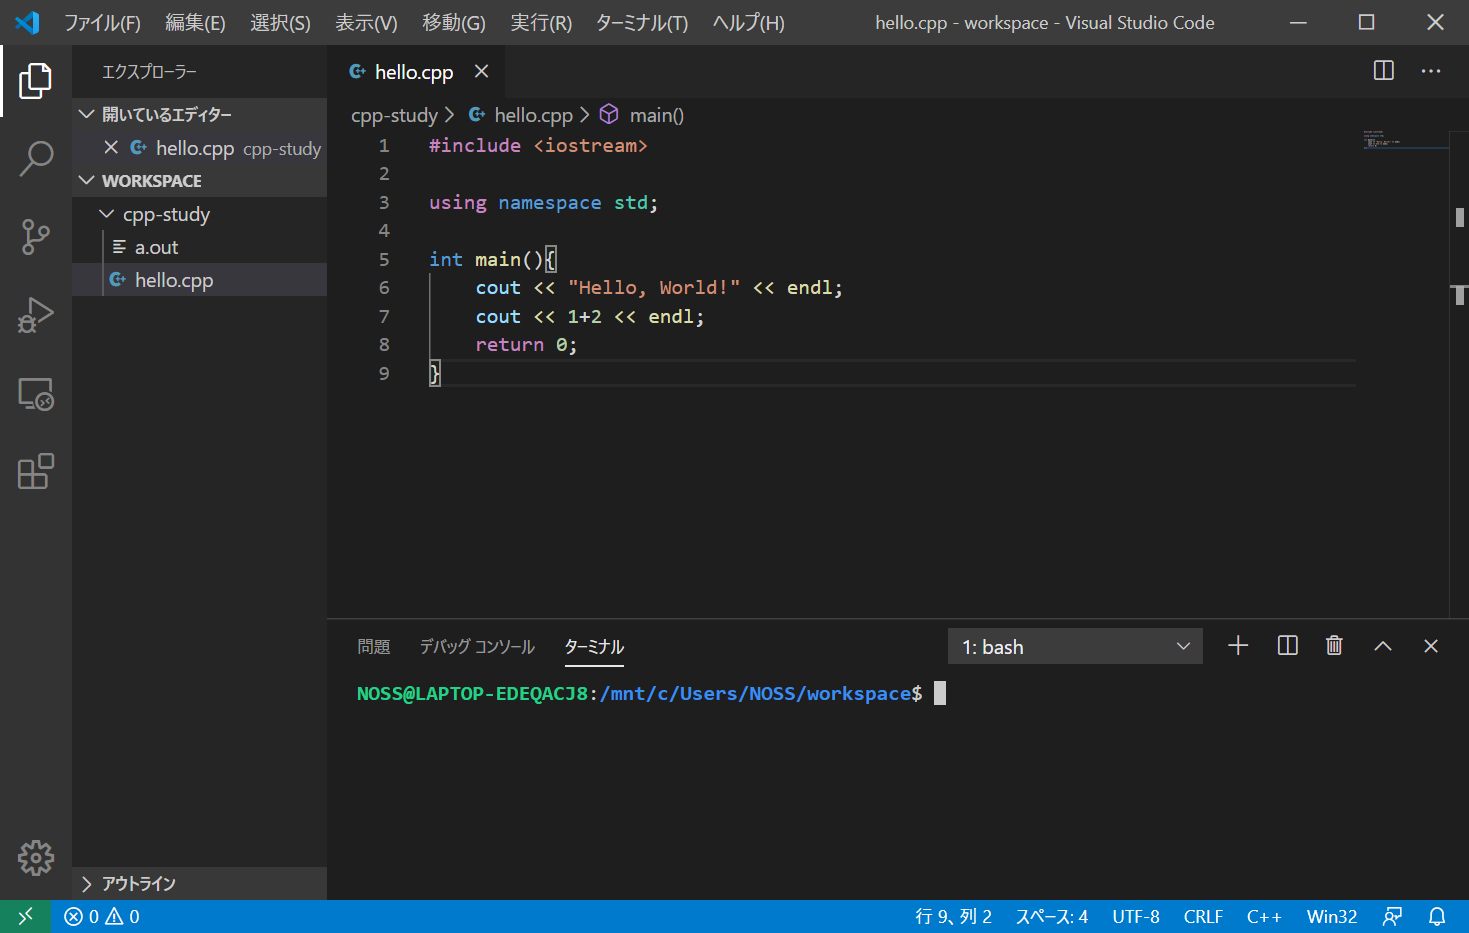 ファイル(F) 編集(E) 選択(S) 表示(V) 移動(G) 実行(R) ターミナル(T) ヘルプ(H) hello.cpp - workspace - Visual Studio Code
エクスプローラー
開いているエディター
hello.cpp cpp-study
WORKSPACE
cpp-study
a.out
hello.cpp
アウトライン
hello.cpp
cpp-study > hello.cpp > main()
1 #include <iostream>
2
3 using namespace std;
4
5 int main(){
6     cout << "Hello, World!" << endl;
7     cout << 1+2 << endl;
8     return 0;
9 }
問題 デバッグ コンソール ターミナル 1: bash
NOSS@LAPTOP-EDEQACJ8:/mnt/c/Users/NOSS/workspace$
0 0 行 9、列 2 スペース: 4 UTF-8 CRLF C++ Win32